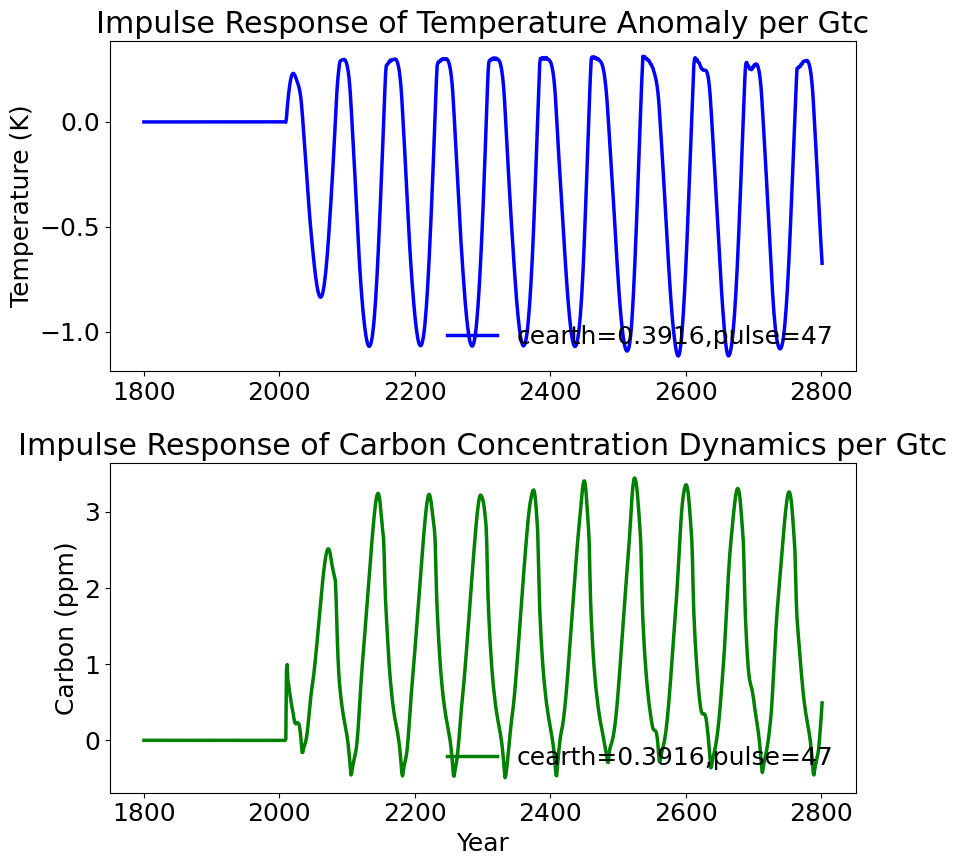 Impulse Response of Temperature Anomaly per Gtc
Temperature (K)
0.0
−0.5
−1.0
cearth=0.3916,pulse=47
1800 2000 2200 2400 2600 2800
Impulse Response of Carbon Concentration Dynamics per Gtc
Carbon (ppm)
3
2
1
0
cearth=0.3916,pulse=47
1800 2000 2200 2400 2600 2800
Year